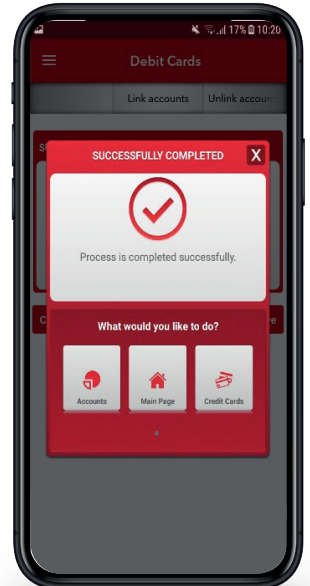 17% 10:20
Debit Cards
Link accounts Unlink account
SUCCESSFULLY COMPLETED X
Process is completed successfully.
What would you like to do?
Accounts Main Page Credit Cards